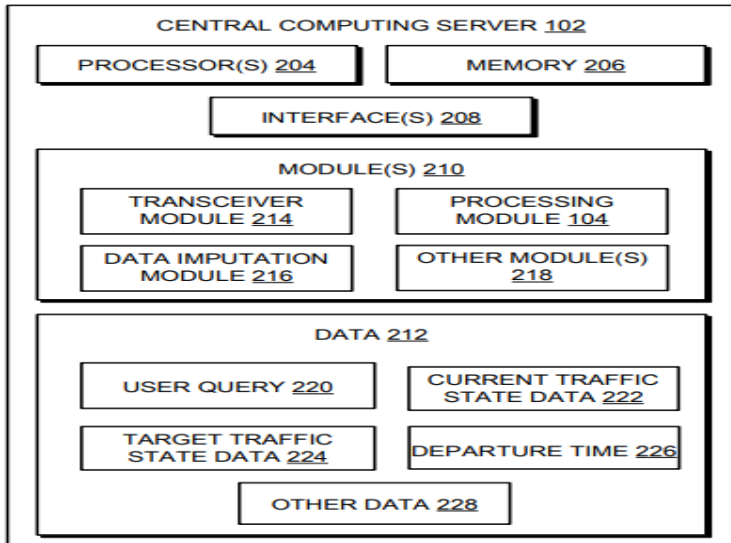 CENTRAL COMPUTING SERVER 102
PROCESSOR(S) 204
MEMORY 206
INTERFACE(S) 208
MODULE(S) 210
TRANSCEIVER
MODULE 214
PROCESSING
MODULE 104
DATA IMPUTATION
MODULE 216
OTHER MODULE(S)
218
DATA 212
USER QUERY 220
CURRENT TRAFFIC
STATE DATA 222
TARGET TRAFFIC
STATE DATA 224
DEPARTURE TIME 226
OTHER DATA 228